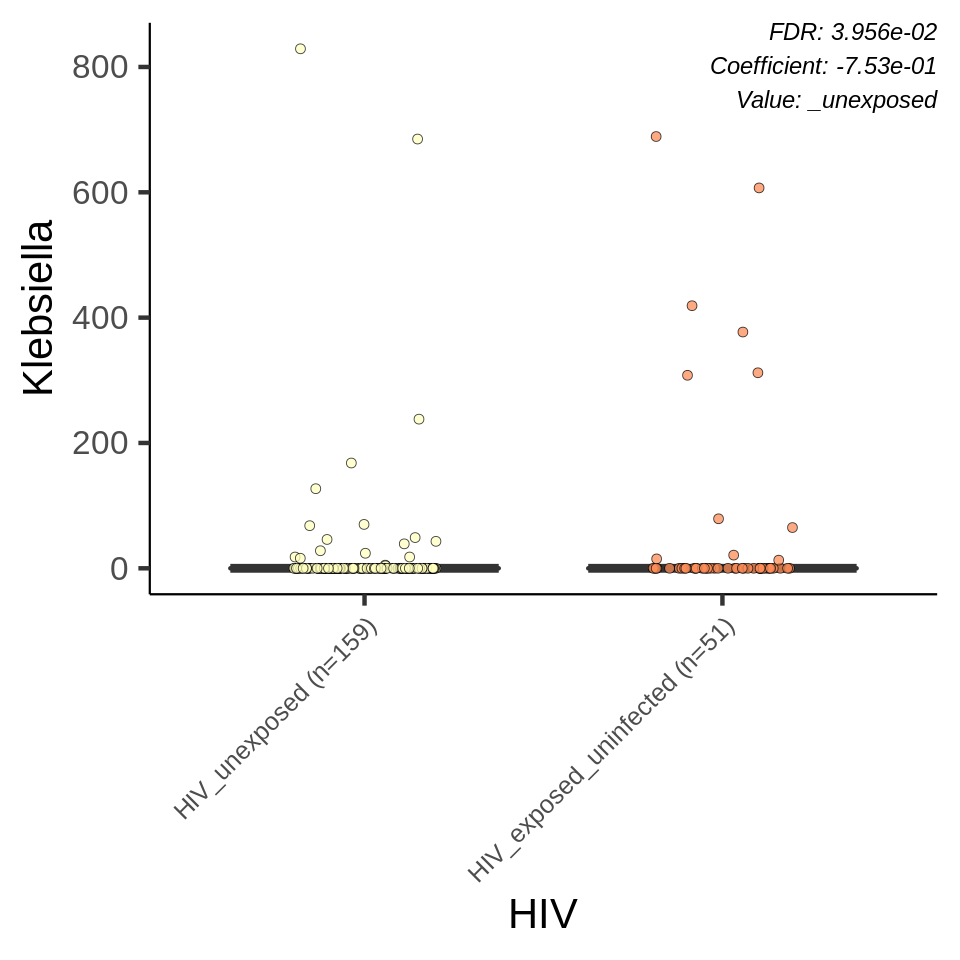 FDR: 3.956e-02
Coefficient: -7.53e-01
Value: _unexposed
Klebsiella
800
600
400
200
0
HIV_unexposed (n=159)
HIV_exposed_uninfected (n=51)
HIV